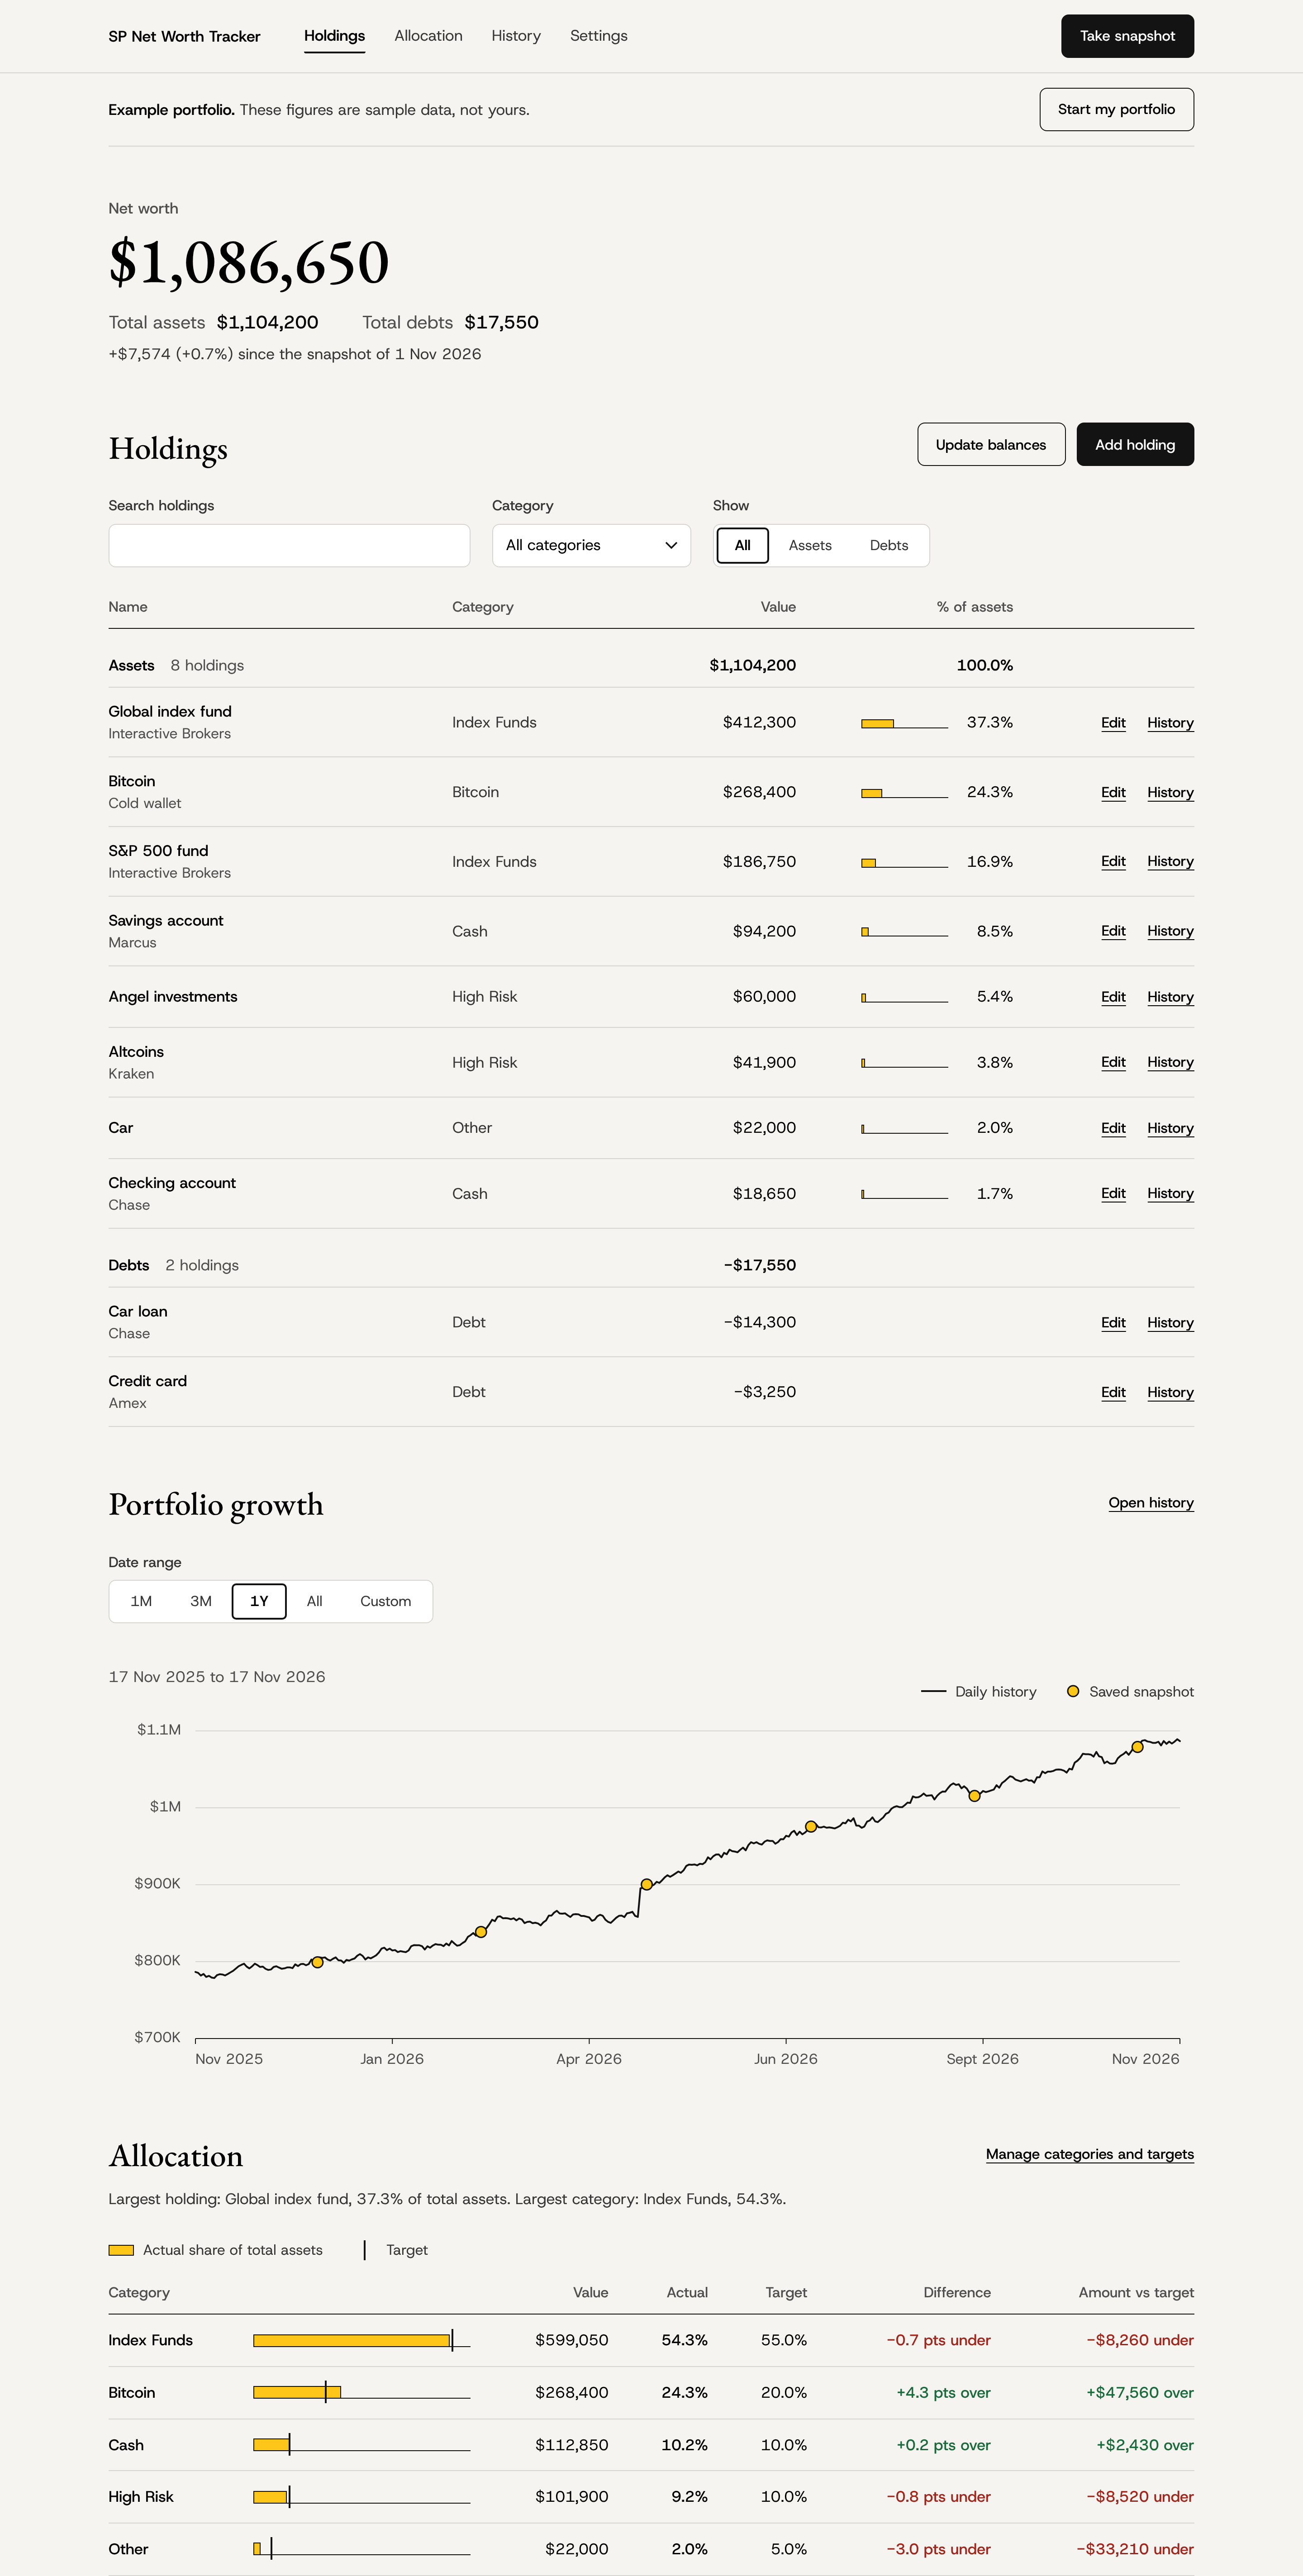 SP Net Worth Tracker Holdings Allocation History Settings Take snapshot
Example portfolio. These figures are sample data, not yours. Start my portfolio
Net worth
$1,086,650
Total assets $1,104,200 Total debts $17,550
+$7,574 (+0.7%) since the snapshot of 1 Nov 2026
Holdings Update balances Add holding
Search holdings Category Show
All categories All Assets Debts
Name Category Value % of assets
Assets 8 holdings $1,104,200 100.0%
Global index fund
Interactive Brokers
Index Funds $412,300 37.3% Edit History
Bitcoin
Cold wallet
Bitcoin $268,400 24.3% Edit History
S&P 500 fund
Interactive Brokers
Index Funds $186,750 16.9% Edit History
Savings account
Marcus
Cash $94,200 8.5% Edit History
Angel investments High Risk $60,000 5.4% Edit History
Altcoins
Kraken
High Risk $41,900 3.8% Edit History
Car Other $22,000 2.0% Edit History
Checking account
Chase
Cash $18,650 1.7% Edit History
Debts 2 holdings −$17,550
Car loan
Chase
Debt −$14,300 Edit History
Credit card
Amex
Debt −$3,250 Edit History
Portfolio growth Open history
Date range
1M 3M 1Y All Custom
17 Nov 2025 to 17 Nov 2026
Daily history Saved snapshot
$1.1M
$1M
$900K
$800K
$700K
Nov 2025 Jan 2026 Apr 2026 Jun 2026 Sept 2026 Nov 2026
Allocation Manage categories and targets
Largest holding: Global index fund, 37.3% of total assets. Largest category: Index Funds, 54.3%.
Actual share of total assets Target
Category Value Actual Target Difference Amount vs target
Index Funds $599,050 54.3% 55.0% −0.7 pts under −$8,260 under
Bitcoin $268,400 24.3% 20.0% +4.3 pts over +$47,560 over
Cash $112,850 10.2% 10.0% +0.2 pts over +$2,430 over
High Risk $101,900 9.2% 10.0% −0.8 pts under −$8,520 under
Other $22,000 2.0% 5.0% −3.0 pts under −$33,210 under